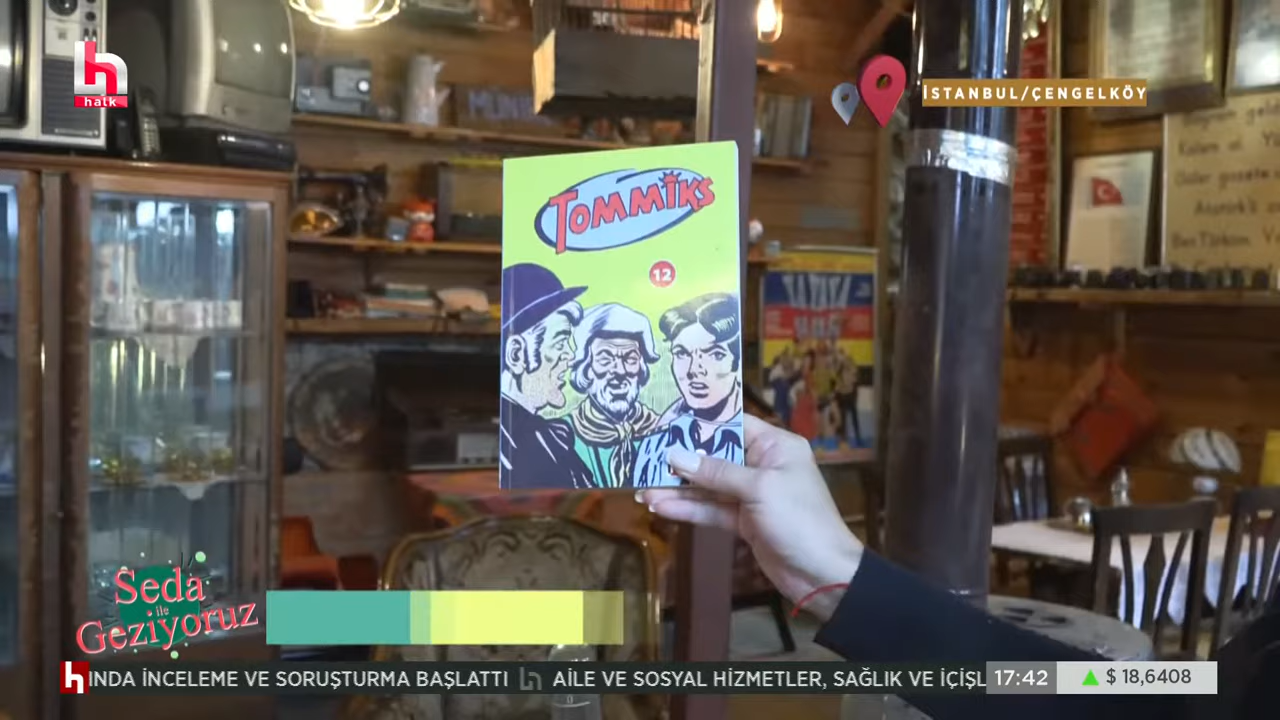 halk
İSTANBUL/ÇENGELKÖY
TOMMİKS
12
Seda
ile
Geziyoruz
INDA İNCELEME VE SORUŞTURMA BAŞLATTI
AİLE VE SOSYAL HİZMETLER, SAĞLIK VE İÇİŞL
17:42
$ 18,6408